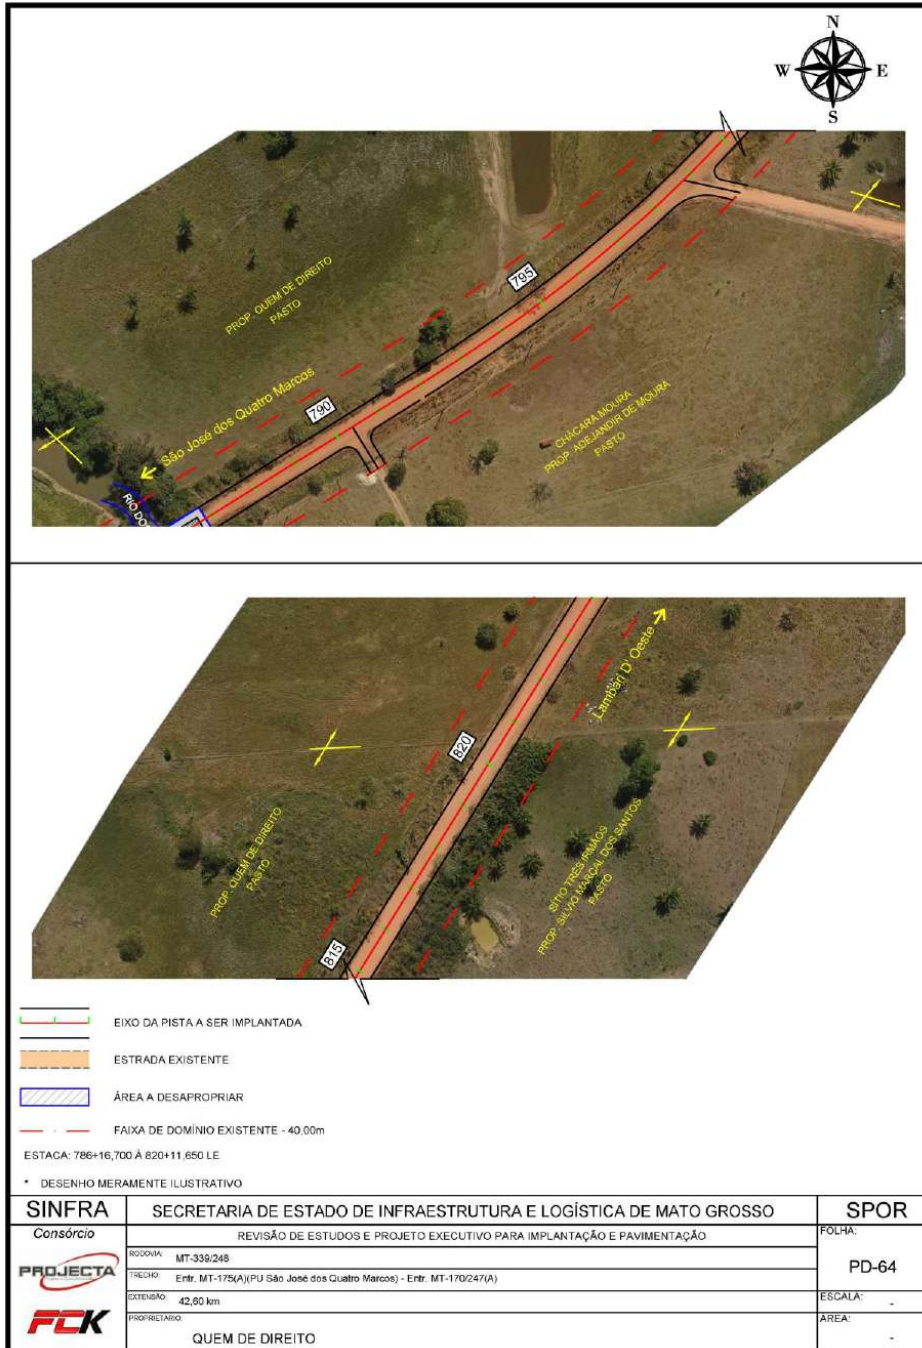 N
W E
S
795
PROP. QUEM DE DIREITO
PASTO
790
São José dos Quatro Marcos
CHÁCARA MOURA
PROP. ADEJANDIR DE MOURA
PASTO
RIO DO
Lambari D' Oeste
820
PROP. QUEM DE DIREITO
PASTO
SÍTIO TRÊS IRMÃOS
PROP. SILVIO MARÇAL DOS SANTOS
PASTO
815
EIXO DA PISTA A SER IMPLANTADA
ESTRADA EXISTENTE
ÁREA A DESAPROPRIAR
FAIXA DE DOMÍNIO EXISTENTE - 40,00m
ESTACA: 786+16,700 À 820+11,650 LE
* DESENHO MERAMENTE ILUSTRATIVO
SINFRA
SECRETARIA DE ESTADO DE INFRAESTRUTURA E LOGÍSTICA DE MATO GROSSO
SPOR
Consórcio
PROJECTA
FCK
REVISÃO DE ESTUDOS E PROJETO EXECUTIVO PARA IMPLANTAÇÃO E PAVIMENTAÇÃO
RODOVIA: MT-339/248
TRECHO: Entr. MT-175(A)(PU São José dos Quatro Marcos) - Entr. MT-170/247(A)
EXTENSÃO: 42,60 km
PROPRIETÁRIO:
QUEM DE DIREITO
FOLHA:
PD-64
ESCALA:
-
ÁREA:
-